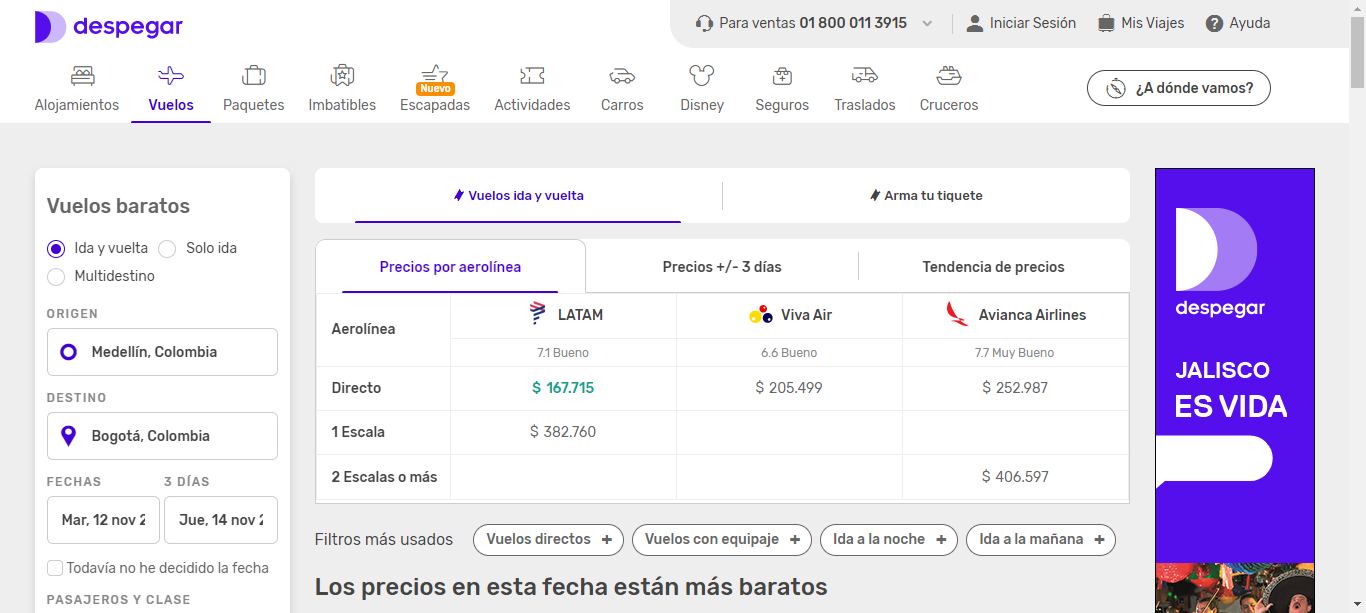 despegar
Para ventas 01 800 011 3915
Iniciar Sesión
Mis Viajes
Ayuda
Alojamientos
Vuelos
Paquetes
Imbatibles
Nuevo
Escapadas
Actividades
Carros
Disney
Seguros
Traslados
Cruceros
¿A dónde vamos?
Vuelos baratos
Ida y vuelta
Solo ida
Multidestino
ORIGEN
Medellín, Colombia
DESTINO
Bogotá, Colombia
FECHAS
3 DÍAS
Mar, 12 nov 2
Jue, 14 nov 2
Todavía no he decidido la fecha
PASAJEROS Y CLASE
Vuelos ida y vuelta
Arma tu tiquete
Precios por aerolínea
Precios +/- 3 días
Tendencia de precios
Aerolínea
LATAM
Viva Air
Avianca Airlines
7.1 Bueno
6.6 Bueno
7.7 Muy Bueno
Directo
$ 167.715
$ 205.499
$ 252.987
1 Escala
$ 382.760
2 Escalas o más
$ 406.597
Filtros más usados
Vuelos directos +
Vuelos con equipaje +
Ida a la noche +
Ida a la mañana +
Los precios en esta fecha están más baratos
despegar
JALISCO
ES VIDA